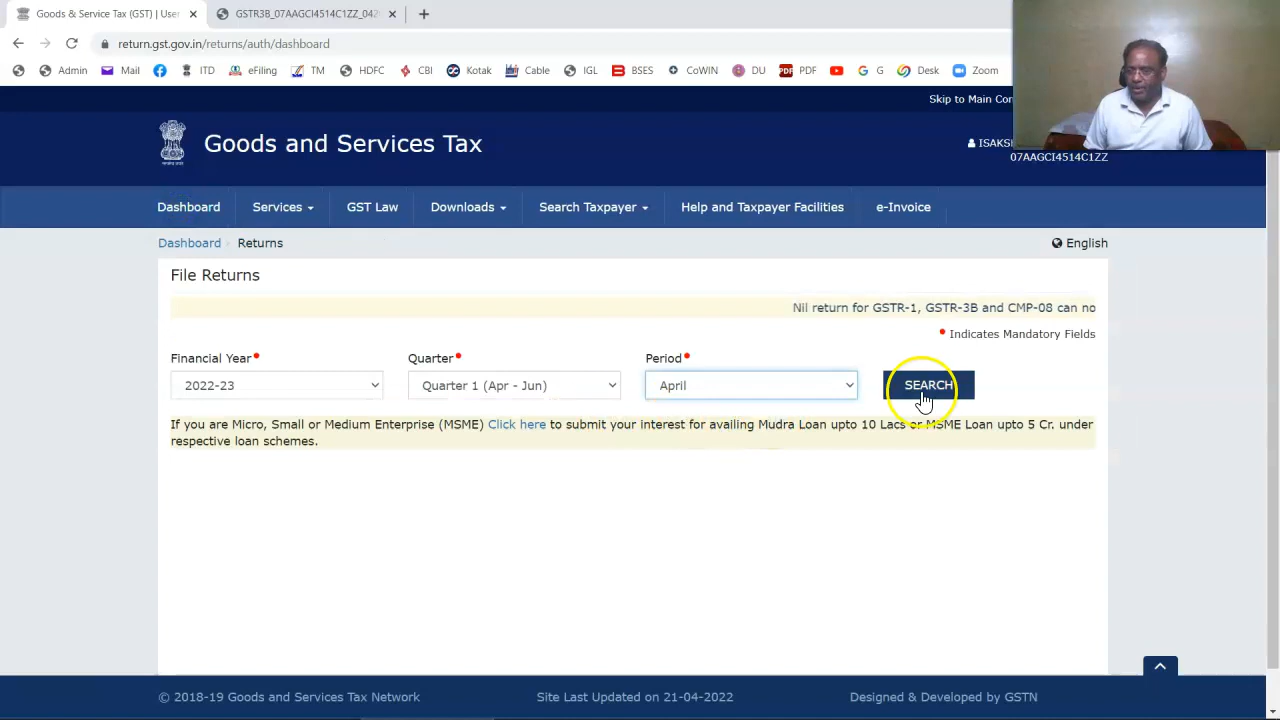 Goods & Service Tax (GST) | User
GSTR3B_07AAGCI4514C1ZZ_042
return.gst.gov.in/returns/auth/dashboard
Admin Mail ITD eFiling TM HDFC CBI Kotak Cable IGL BSES CoWIN DU PDF G Desk Zoom
Skip to Main Con
Goods and Services Tax
ISAKS
07AAGCI4514C1ZZ
Dashboard Services GST Law Downloads Search Taxpayer Help and Taxpayer Facilities e-Invoice
Dashboard Returns English
File Returns
Nil return for GSTR-1, GSTR-3B and CMP-08 can no
Indicates Mandatory Fields
Financial Year Quarter Period
2022-23 Quarter 1 (Apr - Jun) April SEARCH
If you are Micro, Small or Medium Enterprise (MSME) Click here to submit your interest for availing Mudra Loan upto 10 Lacs or MSME Loan upto 5 Cr. under
respective loan schemes.
© 2018-19 Goods and Services Tax Network Site Last Updated on 21-04-2022 Designed & Developed by GSTN